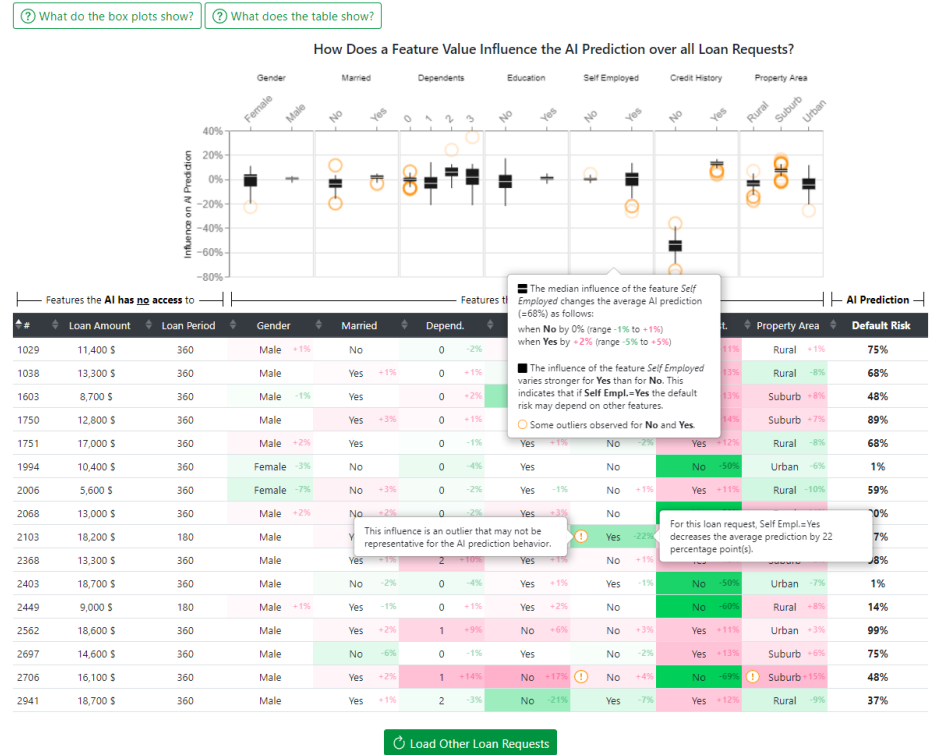 What do the box plots show? What does the table show?
How Does a Feature Value Influence the AI Prediction over all Loan Requests?
Gender Married Dependents Education Self Employed Credit History Property Area
Female Male No Yes 0 1 2 3 No Yes No Yes No Yes Rural Suburb Urban
Influence on AI Prediction
40%
20%
0%
-20%
-40%
-60%
-80%
The median influence of the feature Self
Employed changes the average AI prediction
(=68%) as follows:
when No by 0% (range -1% to +1%)
when Yes by +2% (range -5% to +5%)
The influence of the feature Self Employed
varies stronger for Yes than for No. This
indicates that if Self Empl.=Yes the default
risk may depend on other features.
Some outliers observed for No and Yes.
Features the AI has no access to Features th AI Prediction
# Loan Amount Loan Period Gender Married Depend. t. Property Area Default Risk
1029 11,400 $ 360 Male +1% No 0 -2% 11% Rural +1% 75%
1038 13,300 $ 360 Male Yes +1% 0 +1% 13% Rural -8% 68%
1603 8,700 $ 360 Male -1% Yes 0 +2% 13% Suburb +8% 48%
1750 12,800 $ 360 Male Yes +3% 0 +1% 14% Suburb +7% 89%
1751 17,000 $ 360 Male +2% Yes 0 -1% Yes +1% No -2% Yes +12% Rural -8% 68%
1994 10,400 $ 360 Female -3% No 0 -4% Yes No No -50% Urban -6% 1%
2006 5,600 $ 360 Female -7% No +3% 0 -2% Yes -1% No +1% Yes +11% Rural -10% 59%
2068 13,000 $ 360 Male +2% No +2% 0 -2% Yes +3% No 0%
2103 18,200 $ 180 Male Y Yes -22% 7%
This influence is an outlier that may not be
representative for the AI prediction behavior.
For this loan request, Self Empl.=Yes
decreases the average prediction by 22
percentage point(s).
2368 13,300 $ 360 Male Yes +1% 2 +10% Yes +1% No +1% Yes Suburb 98%
2403 18,700 $ 360 Male No -2% 0 -4% Yes +1% Yes -1% No -50% Urban -7% 1%
2449 9,000 $ 180 Male +1% Yes -1% 0 +1% Yes +2% No No -60% Rural +8% 14%
2562 18,600 $ 360 Male Yes +2% 1 +9% No +6% No +3% Yes +11% Urban +3% 99%
2697 14,600 $ 360 Male No -6% 0 -1% Yes No -2% Yes +13% Suburb +6% 75%
2706 16,100 $ 360 Male Yes +2% 1 +14% No +17% No +4% No -69% Suburb +15% 48%
2941 18,700 $ 360 Male Yes +1% 2 -3% No -21% Yes -7% Yes +12% Rural -9% 37%
Load Other Loan Requests